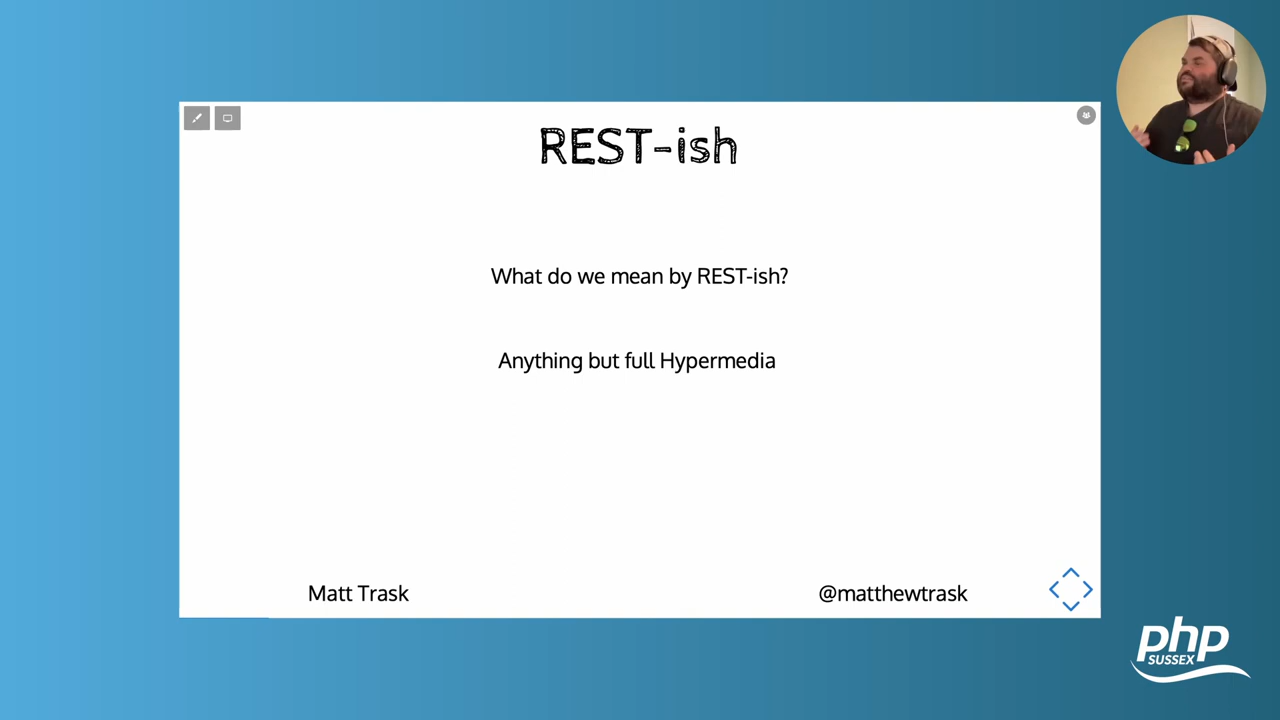 REST-ish
What do we mean by REST-ish?
Anything but full Hypermedia
Matt Trask
@matthewtrask
php
SUSSEX